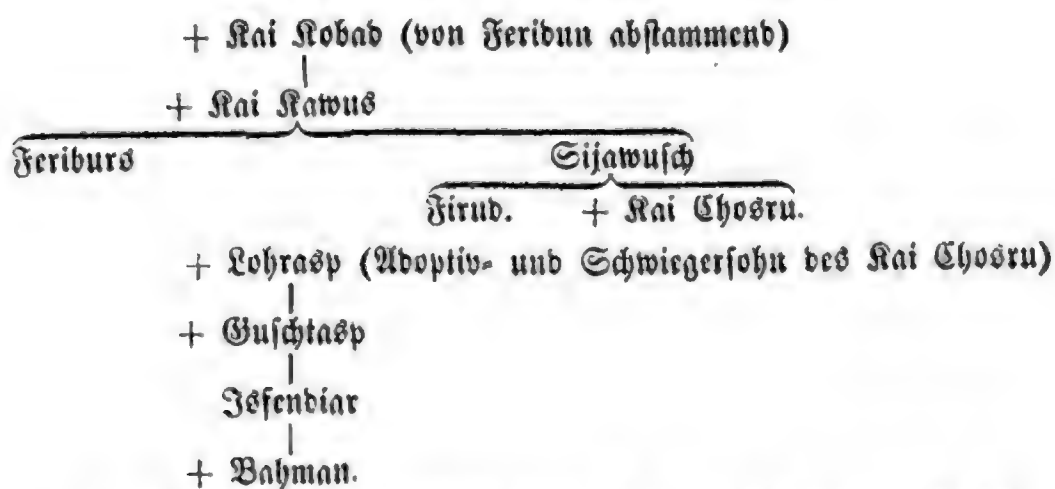 + Kai Kobad (von Feridun abstammend)
+ Kai Kawus
Feriburs Sijawusch
Firud. + Kai Chosru.
+ Lohrasp (Adoptiv- und Schwiegersohn des Kai Chosru)
+ Guschtasp
Isfendiar
+ Bahman.